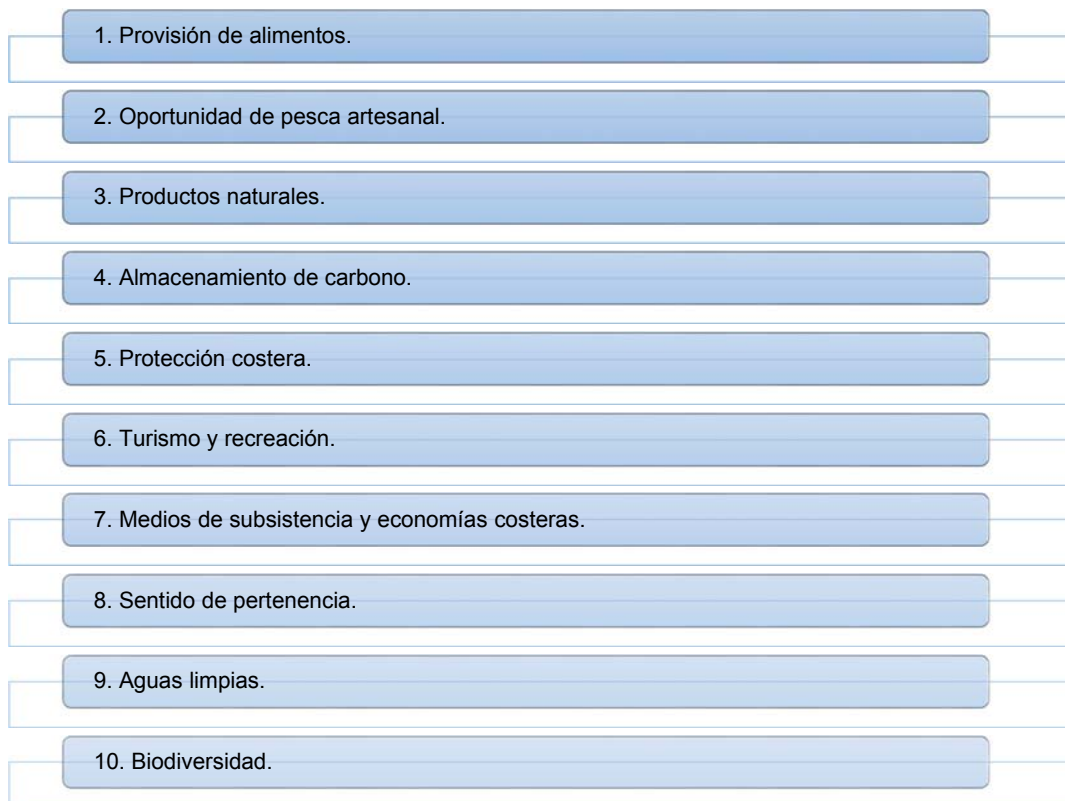 1. Provisión de alimentos.
2. Oportunidad de pesca artesanal.
3. Productos naturales.
4. Almacenamiento de carbono.
5. Protección costera.
6. Turismo y recreación.
7. Medios de subsistencia y economías costeras.
8. Sentido de pertenencia.
9. Aguas limpias.
10. Biodiversidad.